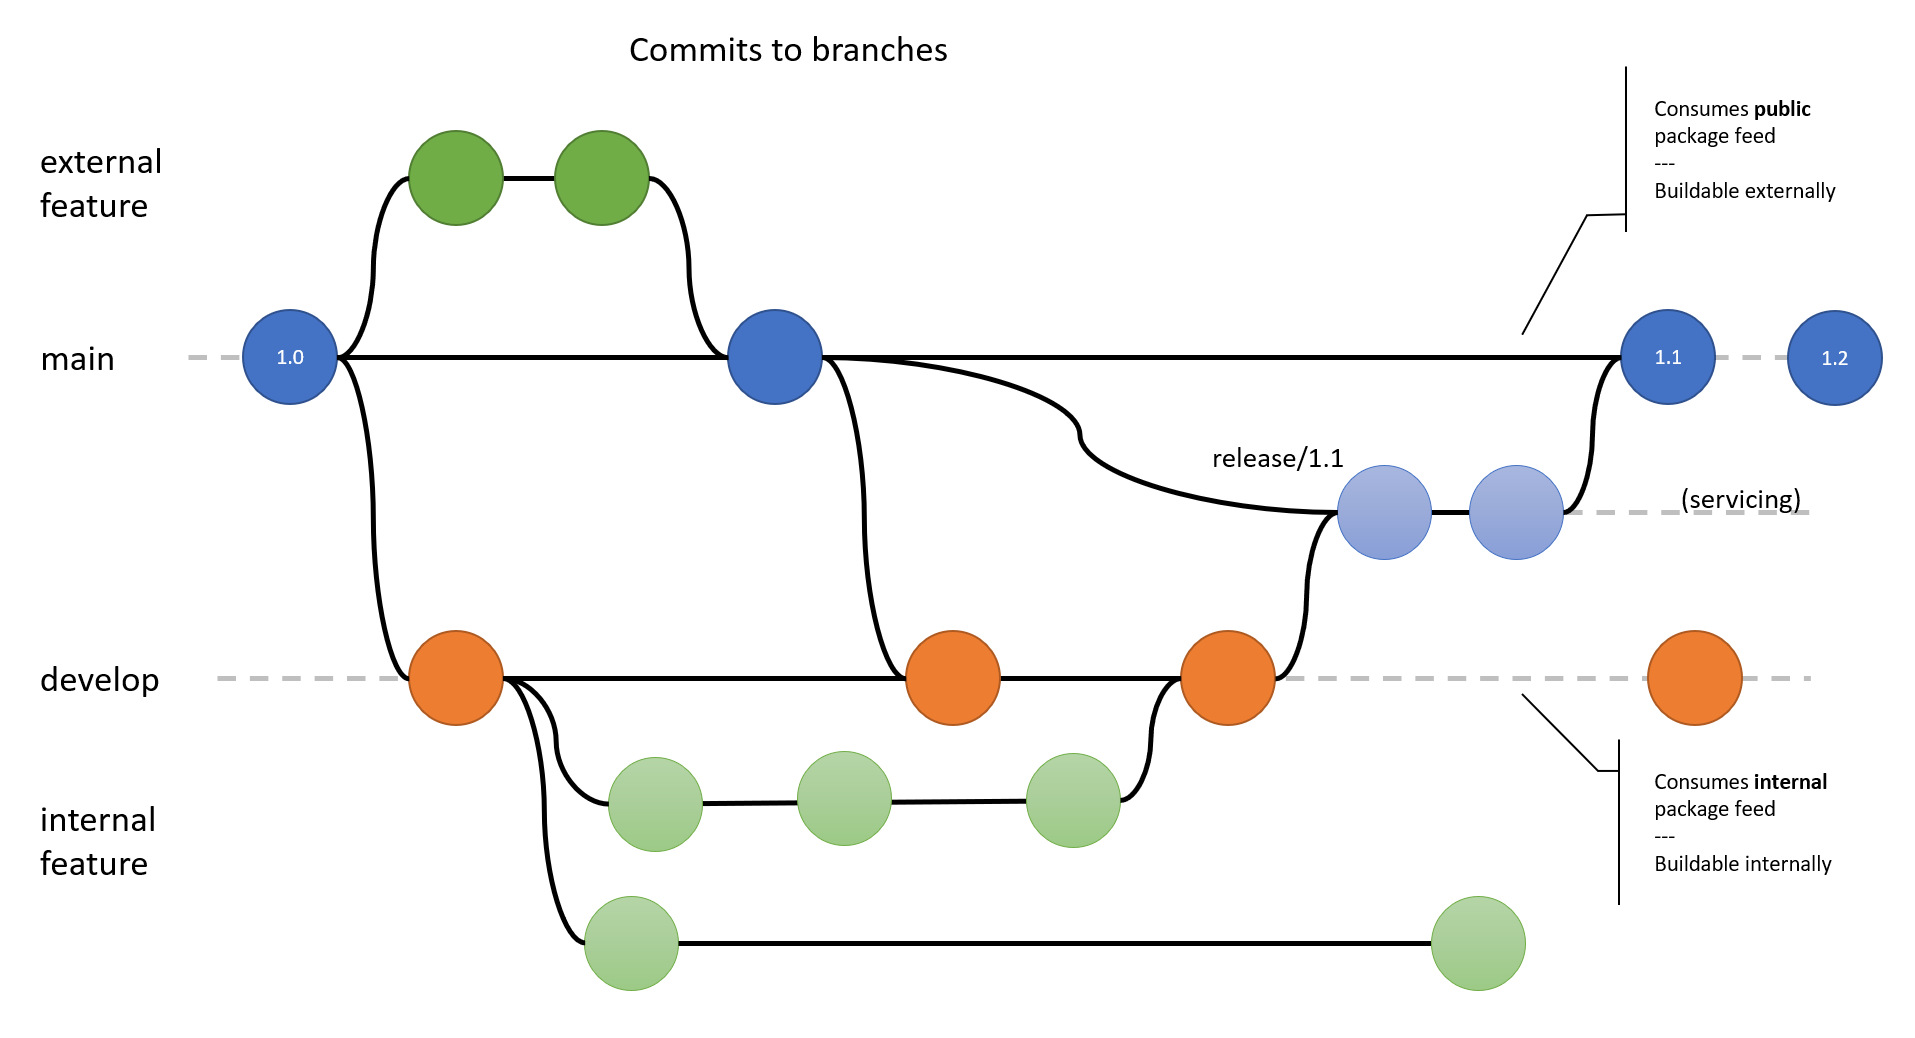 Commits to branches
Consumes public
package feed
---
Buildable externally
external
feature
main
1.0
1.1
1.2
release/1.1
(servicing)
develop
internal
feature
Consumes internal
package feed
---
Buildable internally